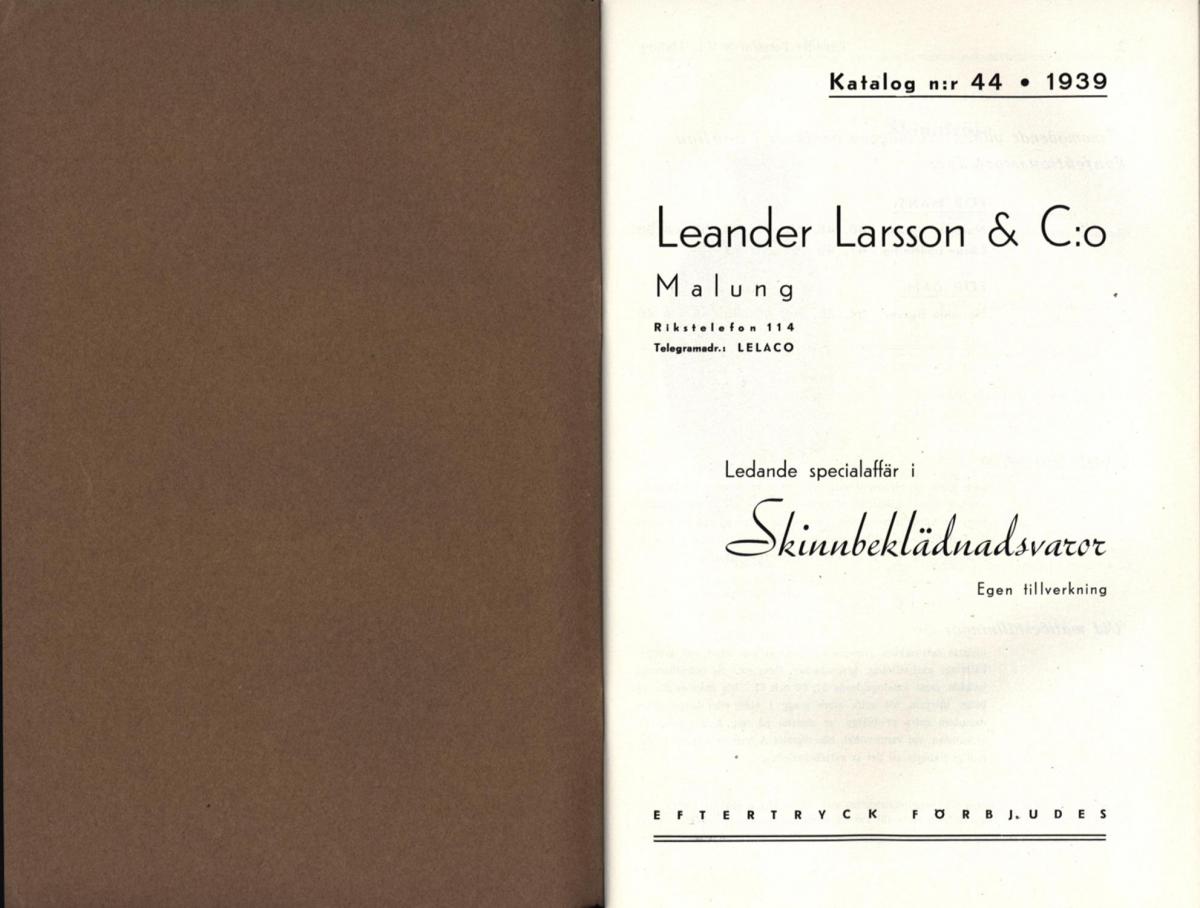 Katalog n:r 44 • 1939
Leander Larsson & C:o
Malung
Rikstelefon 114
Telegramadr.: LELACO
Ledande specialaffär i
Skinnbeklädnadsvaror
Egen tillverkning
EFTERTRYCK FÖRBJUDES